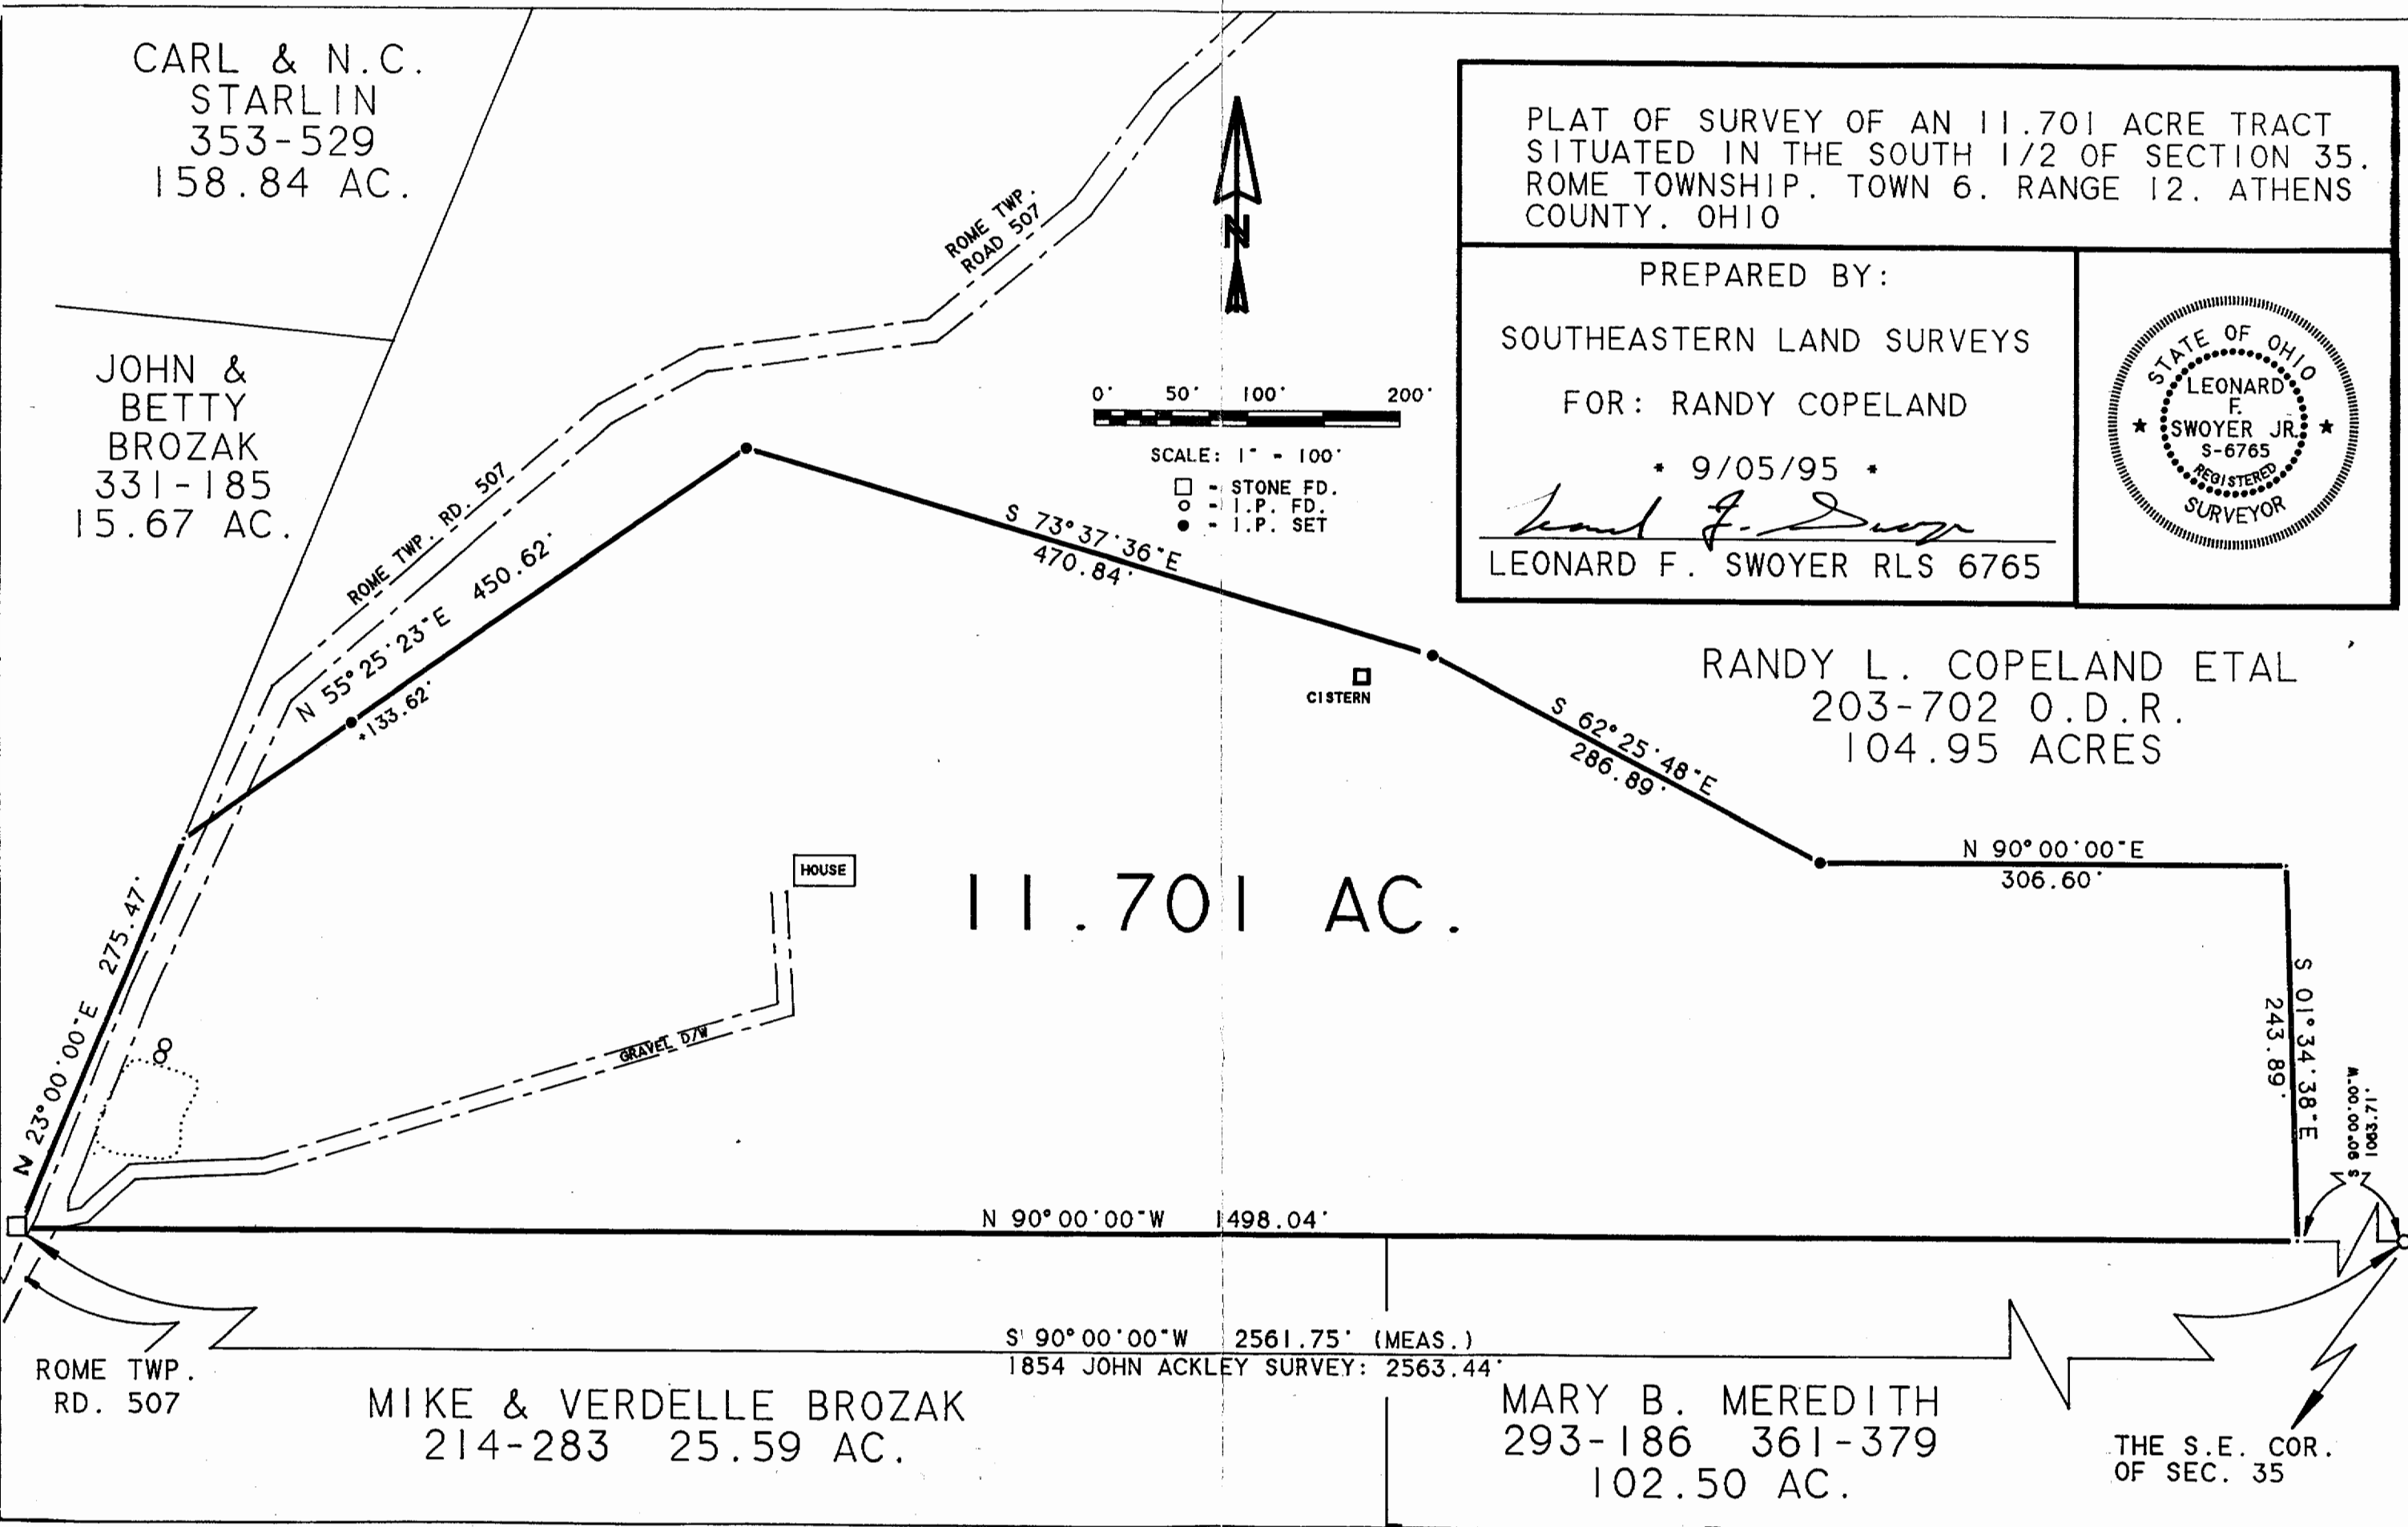 CARL & N.C.
STARLIN
353-529
158.84 AC.
JOHN &
BETTY
BROZAK
331-185
15.67 AC.
ROME TWP.
ROAD 507
N
0' 50' 100' 200'
SCALE: 1" - 100'
□ - STONE FD.
○ - I.P. FD.
● - I.P. SET
PLAT OF SURVEY OF AN 11.701 ACRE TRACT
SITUATED IN THE SOUTH 1/2 OF SECTION 35.
ROME TOWNSHIP. TOWN 6. RANGE 12. ATHENS
COUNTY. OHIO
PREPARED BY:
SOUTHEASTERN LAND SURVEYS
FOR: RANDY COPELAND
* 9/05/95 *
LEONARD F. SWOYER RLS 6765
STATE OF OHIO
LEONARD
F.
SWOYER JR.
S-6765
REGISTERED
SURVEYOR
ROME TWP. RD. 507
N 55°25'23"E 450.62'
+133.62'
S 73°37'36"E
470.84'
CISTERN
S 62°25'48"E
286.89'
RANDY L. COPELAND ETAL
203-702 O.D.R.
104.95 ACRES
N 90°00'00"E
306.60'
S 01°34'38"E
243.89'
S 90°00'00"W
1063.71'
HOUSE
11.701 AC.
N 23°00'00"E 275.47'
GRAVEL D/W
N 90°00'00"W 1498.04'
S 90°00'00"W 2561.75' (MEAS.)
1854 JOHN ACKLEY SURVEY: 2563.44'
ROME TWP.
RD. 507
MIKE & VERDELLE BROZAK
214-283 25.59 AC.
MARY B. MEREDITH
293-186 361-379
102.50 AC.
THE S.E. COR.
OF SEC. 35